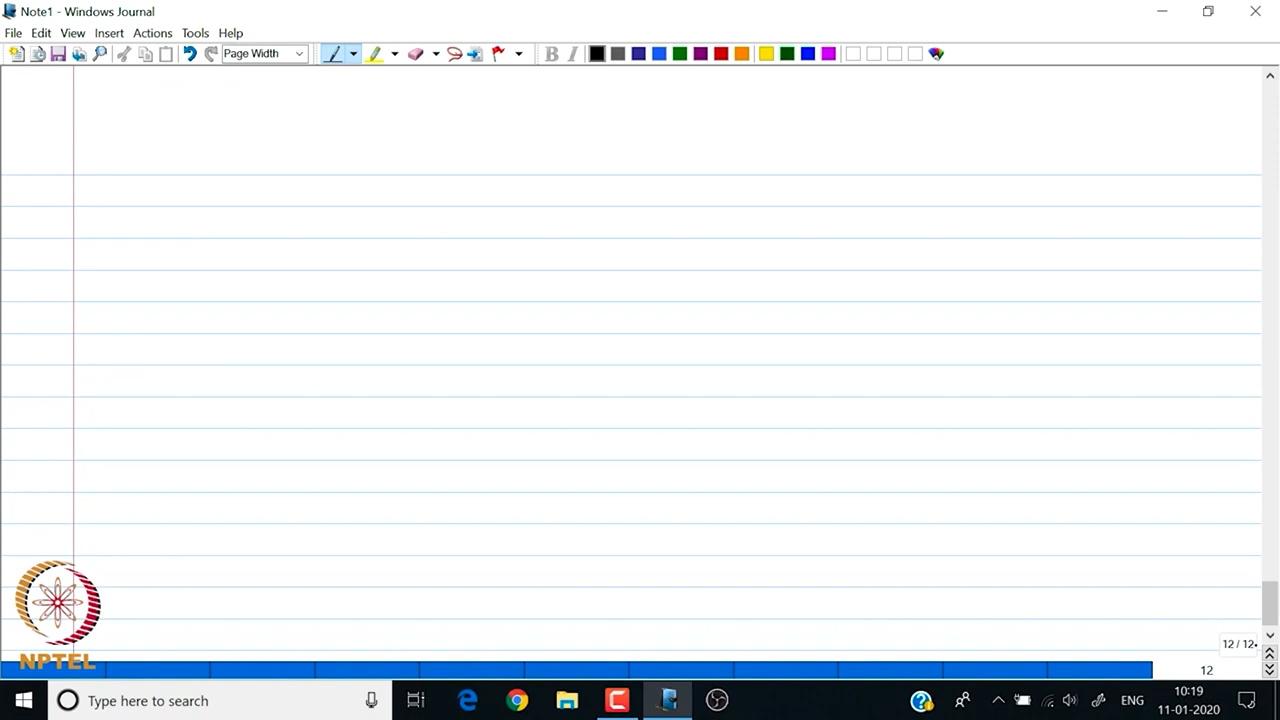 Note1 - Windows Journal
File Edit View Insert Actions Tools Help
Page Width B I
12 / 12
NPTEL
12
Type here to search
ENG
10:19
11-01-2020